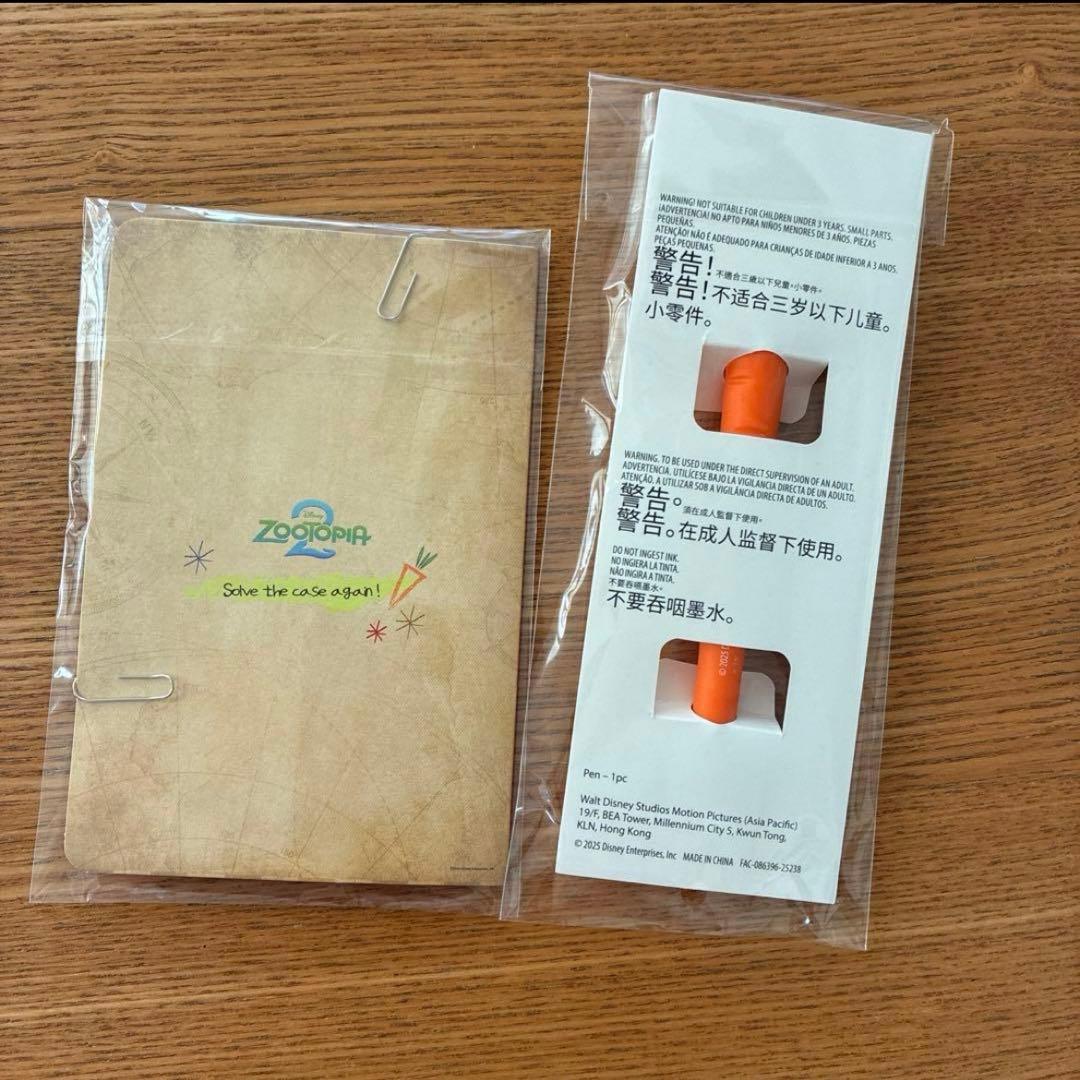 Disney
ZOOTOPIA
2
Solve the case again!
WARNING! NOT SUITABLE FOR CHILDREN UNDER 3 YEARS. SMALL PARTS.
¡ADVERTENCIA! NO APTO PARA NIÑOS MENORES DE 3 AÑOS. PIEZAS
PEQUEÑAS.
ATENÇÃO! NÃO É ADEQUADO PARA CRIANÇAS DE IDADE INFERIOR A 3 ANOS.
PEÇAS PEQUENAS.
警告!不適合三歲以下兒童。小零件。
警告!不适合三岁以下儿童。
小零件。
WARNING. TO BE USED UNDER THE DIRECT SUPERVISION OF AN ADULT.
ADVERTENCIA. UTILÍCESE BAJO LA VIGILANCIA DIRECTA DE UN ADULTO.
ATENÇÃO. A UTILIZAR SOB A VIGILÂNCIA DIRECTA DE ADULTOS.
警告。須在成人監督下使用。
警告。在成人监督下使用。
DO NOT INGEST INK.
NO INGIERA LA TINTA.
NÃO INGIRA A TINTA.
不要吞嚥墨水。
不要吞咽墨水。
© 2025
Pen – 1pc
Walt Disney Studios Motion Pictures (Asia Pacific)
19/F, BEA Tower, Millennium City 5, Kwun Tong,
KLN, Hong Kong
© 2025 Disney Enterprises, Inc MADE IN CHINA FAC-086396-25238